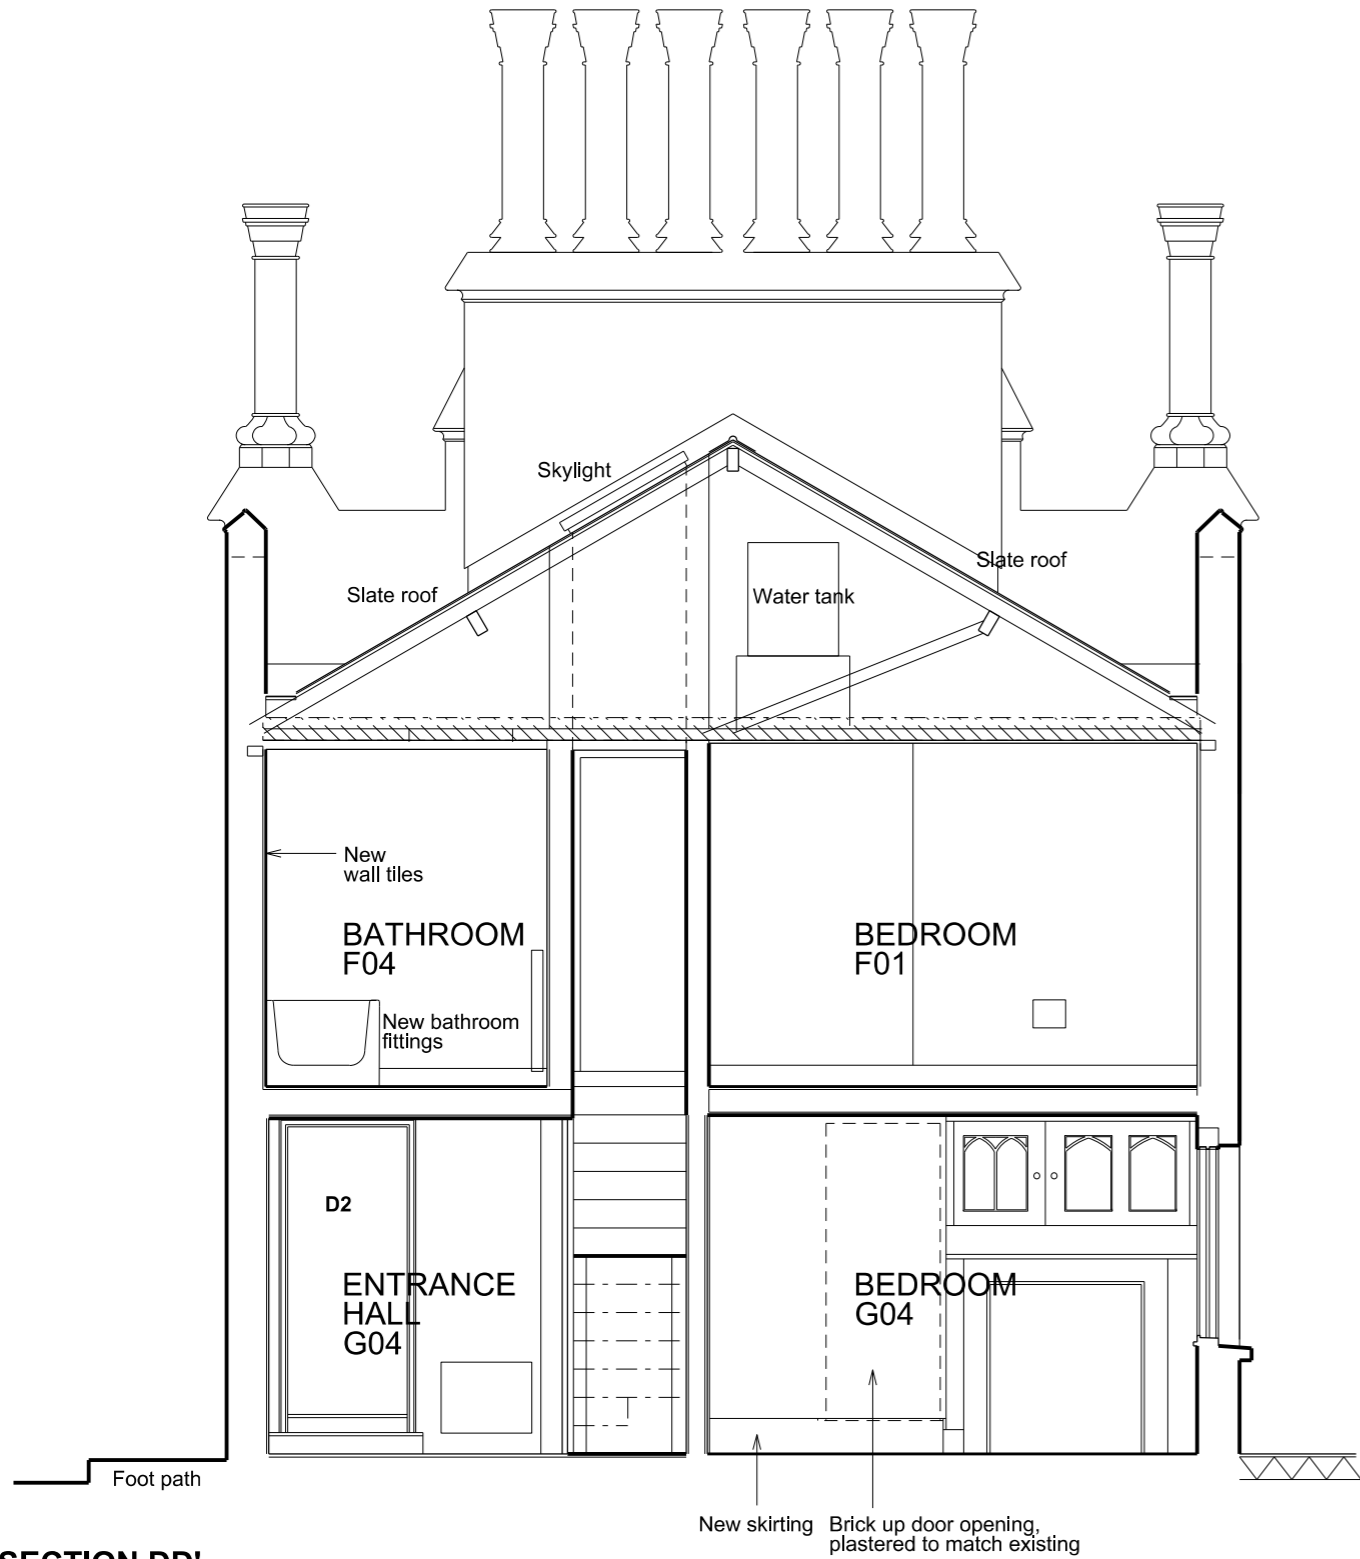 Skylight
Slate roof
Slate roof
Water tank
New
wall tiles
BATHROOM
F04
BEDROOM
F01
New bathroom
fittings
D2
ENTRANCE
HALL
G04
BEDROOM
G04
Foot path
New skirting
Brick up door opening,
plastered to match existing
SECTION DD'